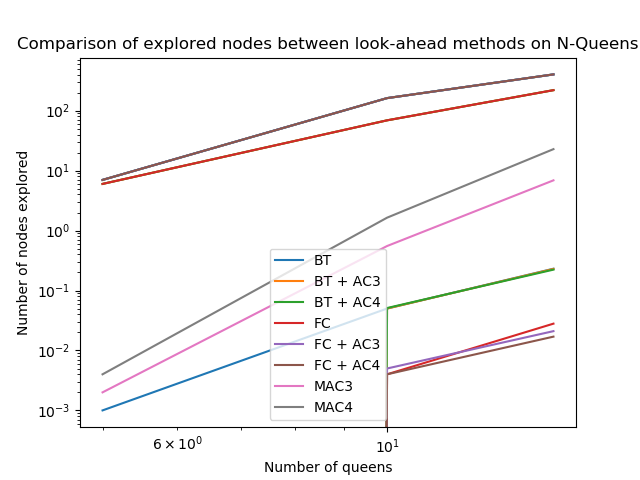 Comparison of explored nodes between look-ahead methods on N-Queens
Number of nodes explored
10²
10¹
10⁰
10⁻¹
10⁻²
10⁻³
BT
BT + AC3
BT + AC4
FC
FC + AC3
FC + AC4
MAC3
MAC4
6 × 10⁰
10¹
Number of queens